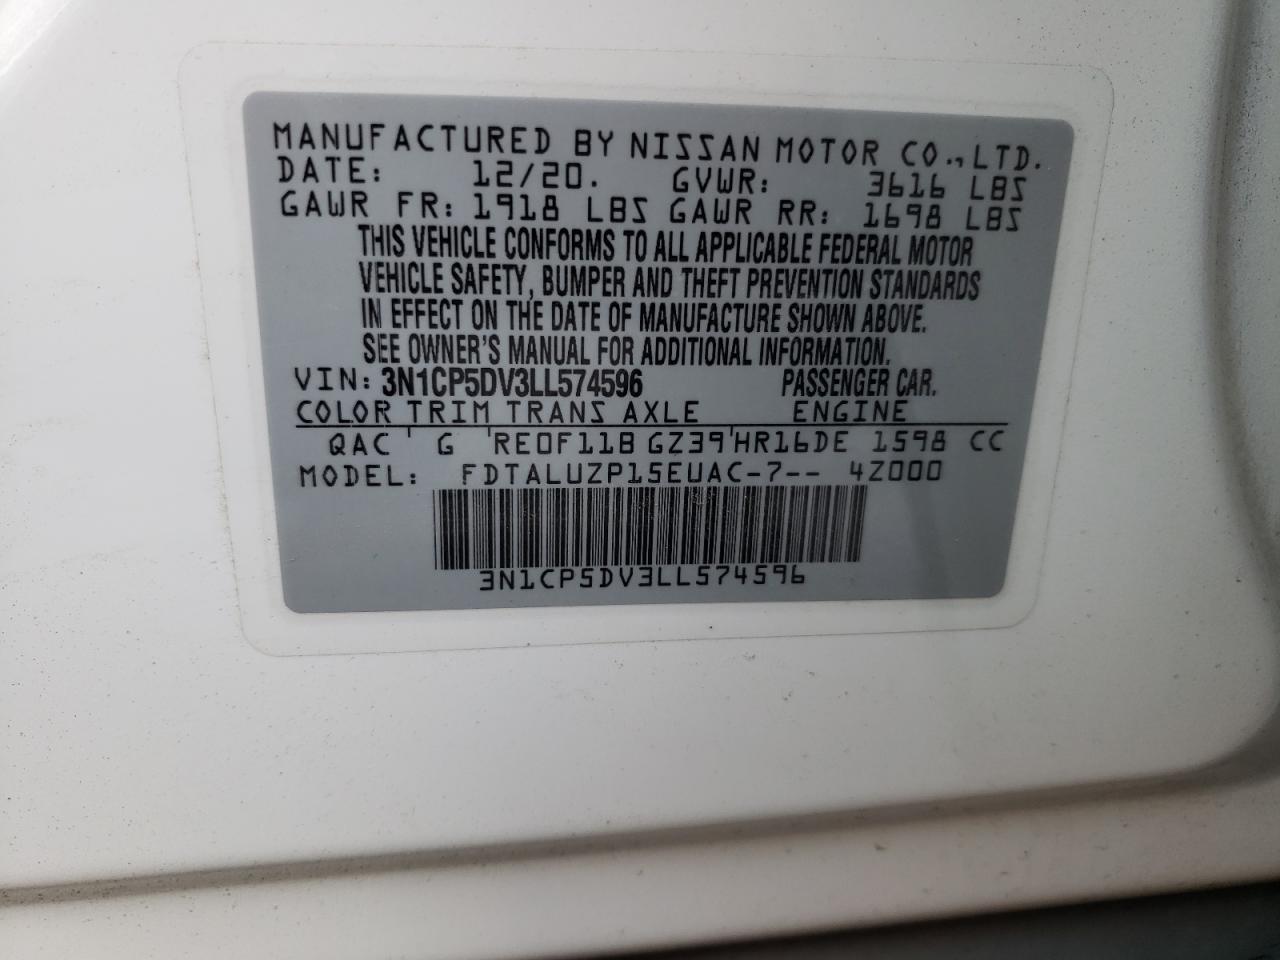 MANUFACTURED BY NISSAN MOTOR CO., LTD.
DATE: 12/20. GVWR: 3616 LBS
GAWR FR: 1918 LBS GAWR RR: 1698 LBS
THIS VEHICLE CONFORMS TO ALL APPLICABLE FEDERAL MOTOR
VEHICLE SAFETY, BUMPER AND THEFT PREVENTION STANDARDS
IN EFFECT ON THE DATE OF MANUFACTURE SHOWN ABOVE.
SEE OWNER'S MANUAL FOR ADDITIONAL INFORMATION.
VIN: 3N1CP5DV3LL574596 PASSENGER CAR.
COLOR TRIM TRANS AXLE ENGINE
QAC G RE0F11B GZ39 HR16DE 1598 CC
MODEL: FDTALUZP15EUAC-7-- 4Z000
3N1CP5DV3LL574596